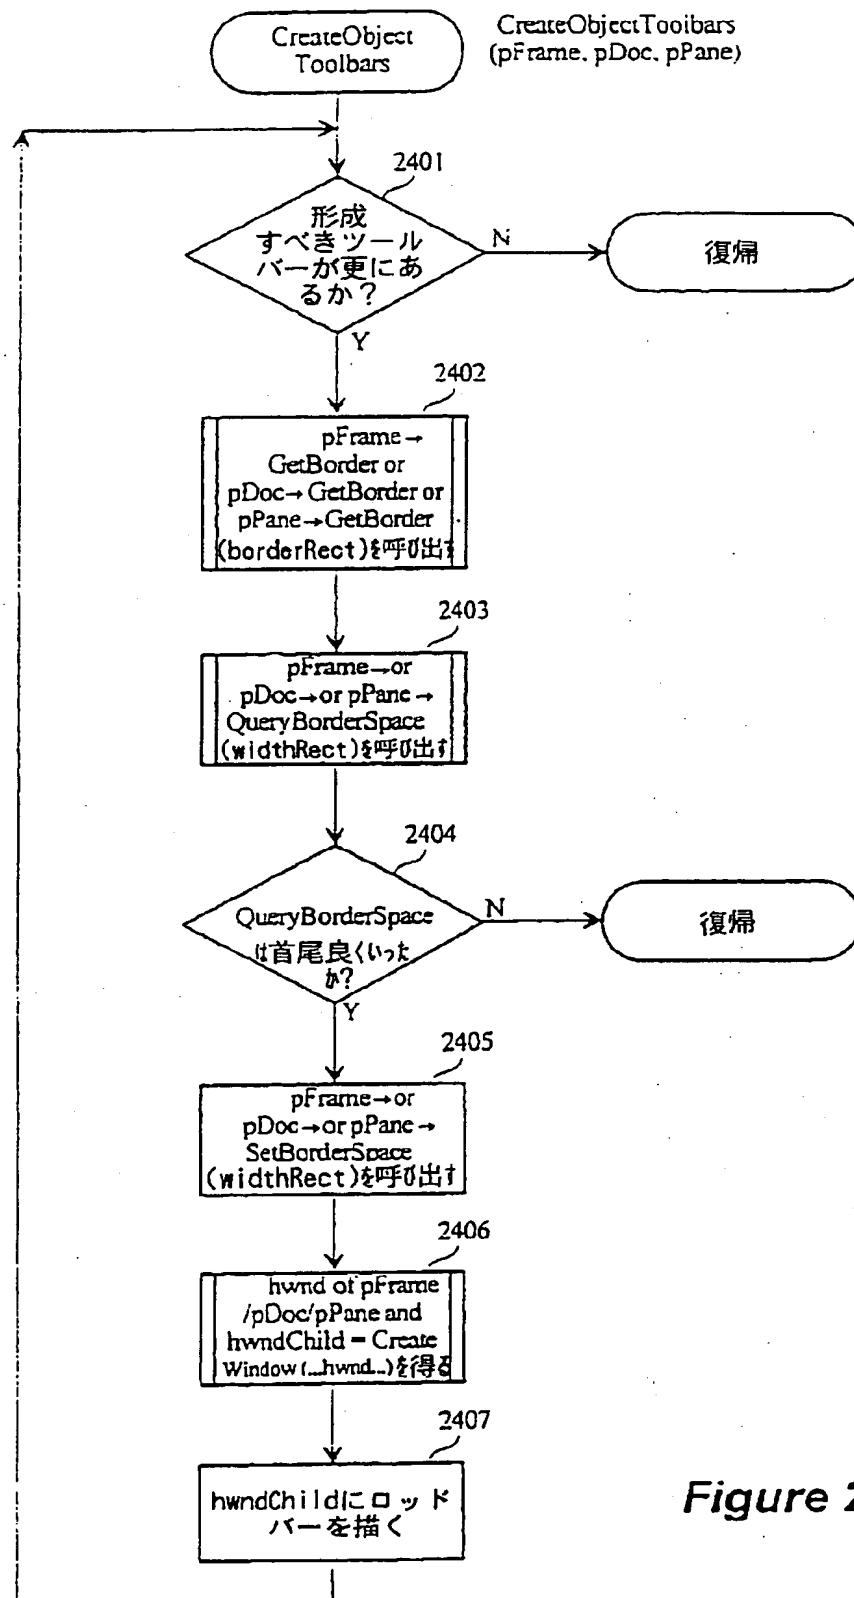 CreateObject
Toolbars
CreateObjectToolbars
(pFrame, pDoc, pPane)
2401
形成
すべきツール
バーが更にあ
るか？
N
復帰
Y
2402
pFrame→
GetBorder or
pDoc→GetBorder or
pPane→GetBorder
(borderRect)を呼び出す
2403
pFrame→or
pDoc→or pPane→
QueryBorderSpace
(widthRect)を呼び出す
2404
QueryBorderSpace
は首尾良くいった
か?
N
復帰
Y
2405
pFrame→or
pDoc→or pPane→
SetBorderSpace
(widthRect)を呼び出す
2406
hwnd of pFrame
/pDoc/pPane and
hwndChild = Create
Window(...hwnd...)を得る
2407
hwndChildにロッド
バーを描く
Figure 2